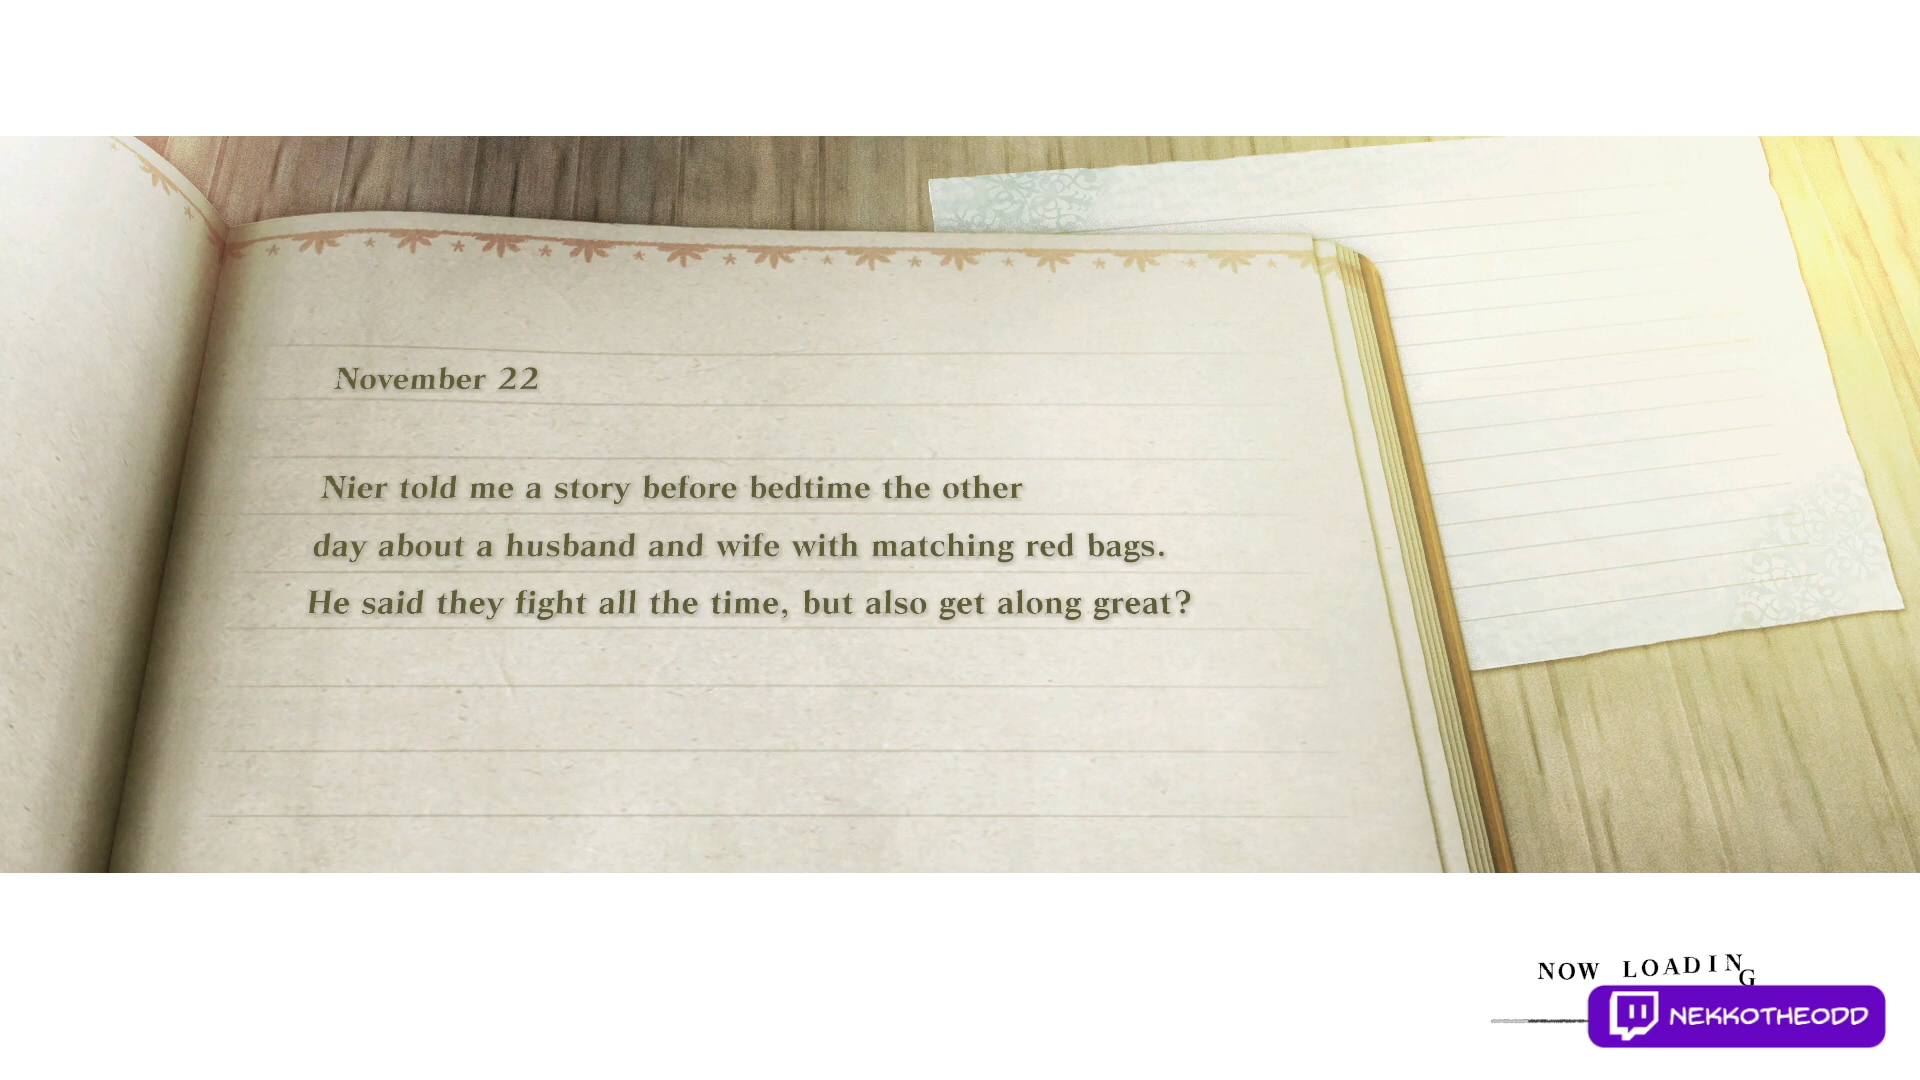 November 22
Nier told me a story before bedtime the other
day about a husband and wife with matching red bags.
He said they fight all the time, but also get along great?
NOW LOADING
NEKKOTHEODD